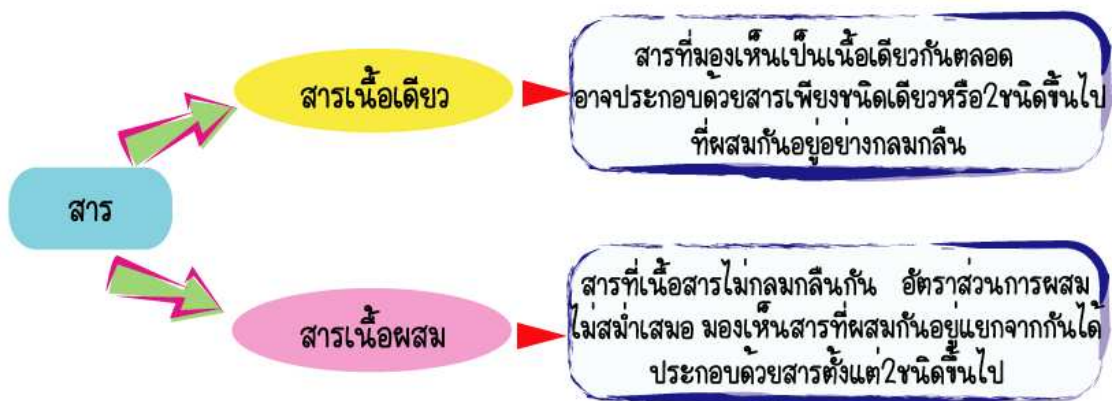 สาร
สารเนื้อเดียว
สารที่มองเห็นเป็นเนื้อเดียวกันตลอด
อาจประกอบด้วยสารเพียงชนิดเดียวหรือ2ชนิดขึ้นไป
ที่ผสมกันอยู่อย่างกลมกลืน
สารเนื้อผสม
สารที่เนื้อสารไม่กลมกลืนกัน อัตราส่วนการผสม
ไม่สม่ำเสมอ มองเห็นสารที่ผสมกันอยู่แยกจากกันได้
ประกอบด้วยสารตั้งแต่2ชนิดขึ้นไป